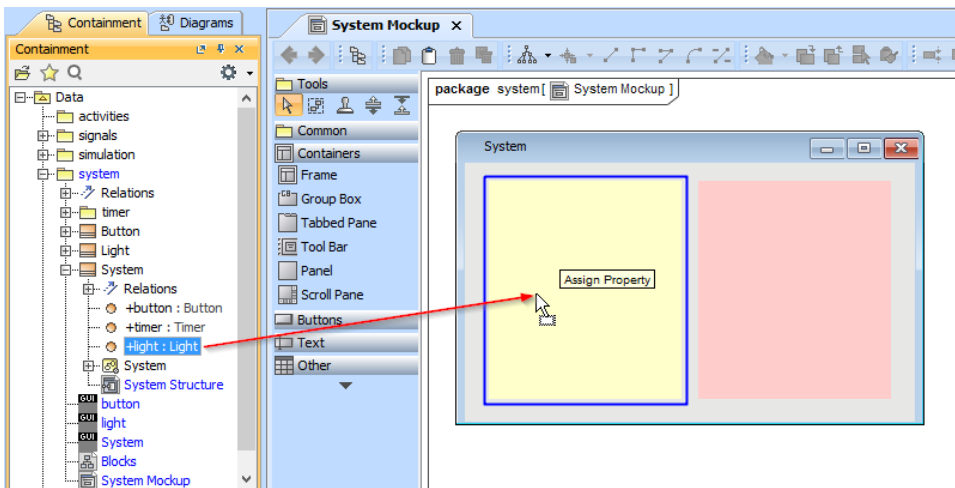 Containment
Diagrams
Containment
Data
activities
signals
simulation
system
Relations
timer
Button
Light
System
Relations
+button : Button
+timer : Timer
+light : Light
System
System Structure
GUI button
GUI light
GUI System
Blocks
System Mockup
System Mockup
Tools
Common
Containers
Frame
GB Group Box
Tabbed Pane
Tool Bar
Panel
Scroll Pane
Buttons
Text
Other
package system[ System Mockup ]
System
Assign Property